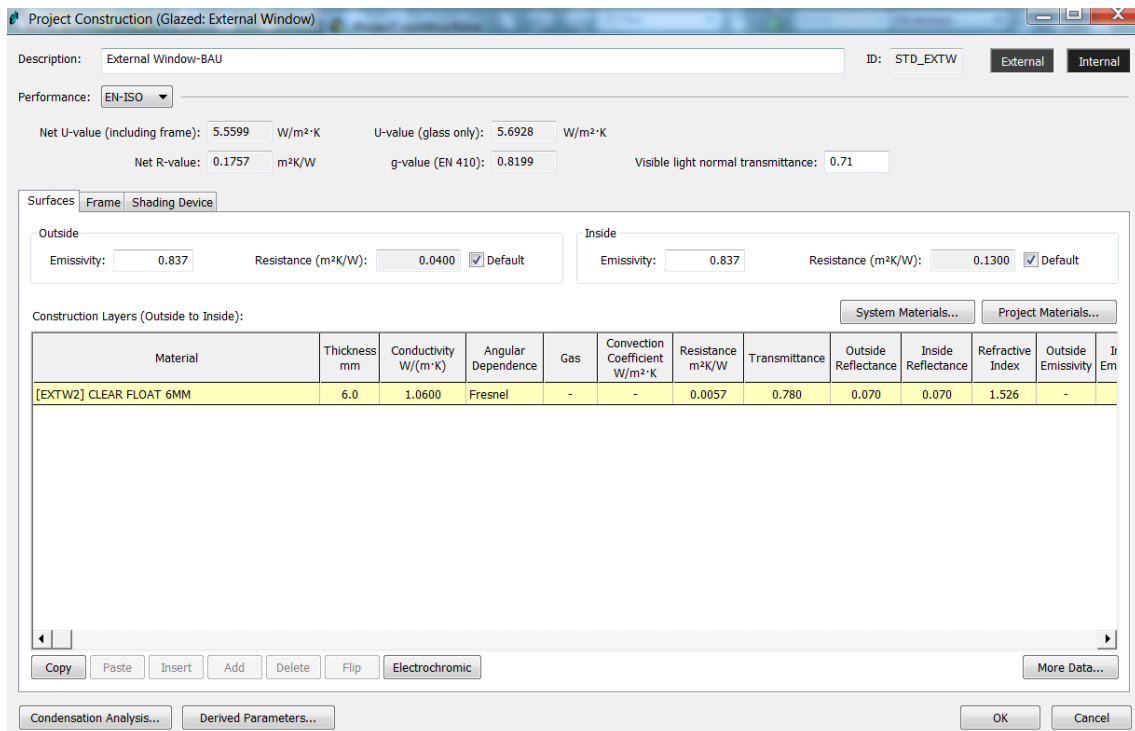 Project Construction (Glazed: External Window)
Description: External Window-BAU ID: STD_EXTW External Internal
Performance: EN-ISO
Net U-value (including frame): 5.5599 W/m²·K U-value (glass only): 5.6928 W/m²·K
Net R-value: 0.1757 m²K/W g-value (EN 410): 0.8199 Visible light normal transmittance: 0.71
Surfaces Frame Shading Device
Outside Inside
Emissivity: 0.837 Resistance (m²K/W): 0.0400 Default Emissivity: 0.837 Resistance (m²K/W): 0.1300 Default
Construction Layers (Outside to Inside): System Materials... Project Materials...
Material Thickness mm Conductivity W/(m·K) Angular Dependence Gas Convection Coefficient W/m²·K Resistance m²K/W Transmittance Outside Reflectance Inside Reflectance Refractive Index Outside Emissivity
[EXTW2] CLEAR FLOAT 6MM 6.0 1.0600 Fresnel - - 0.0057 0.780 0.070 0.070 1.526 -
Copy Paste Insert Add Delete Flip Electrochromic More Data...
Condensation Analysis... Derived Parameters... OK Cancel